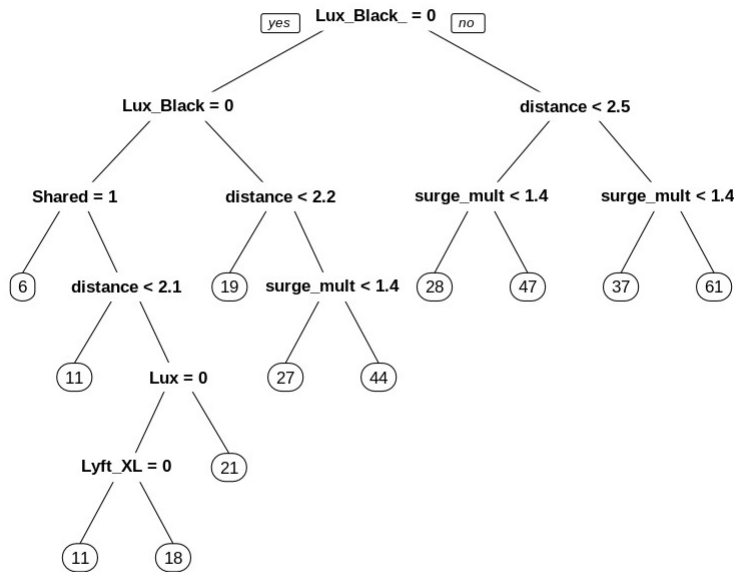 yes Lux_Black_ = 0 no
Lux_Black = 0 distance < 2.5
Shared = 1 distance < 2.2 surge_mult < 1.4 surge_mult < 1.4
6 distance < 2.1 19 surge_mult < 1.4 28 47 37 61
11 Lux = 0 27 44
Lyft_XL = 0 21
11 18